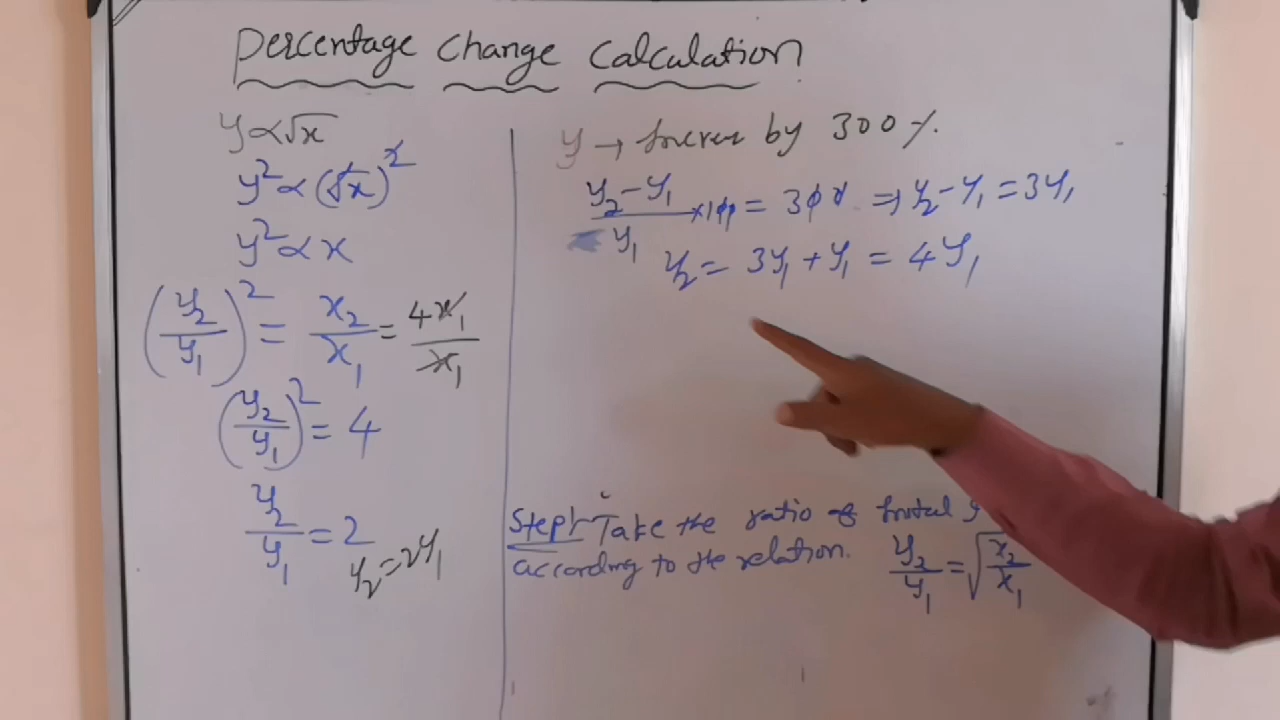 Percentage Change Calculation
y ∝ √x
y² ∝ (√x)²
y² ∝ x
(y₂/y₁)² = x₂/x₁ = 4x₁/x₁
(y₂/y₁)² = 4
y₂/y₁ = 2
y₂ = 2y₁
y → by 300 %.
(y₂ − y₁)/y₁ × 100 = 300 ⇒ y₂ − y₁ = 3y₁
y₂ = 3y₁ + y₁ = 4y₁
Step 1 Take the ratio of
according to the relation.
y₂/y₁ = √(x₂/x₁)